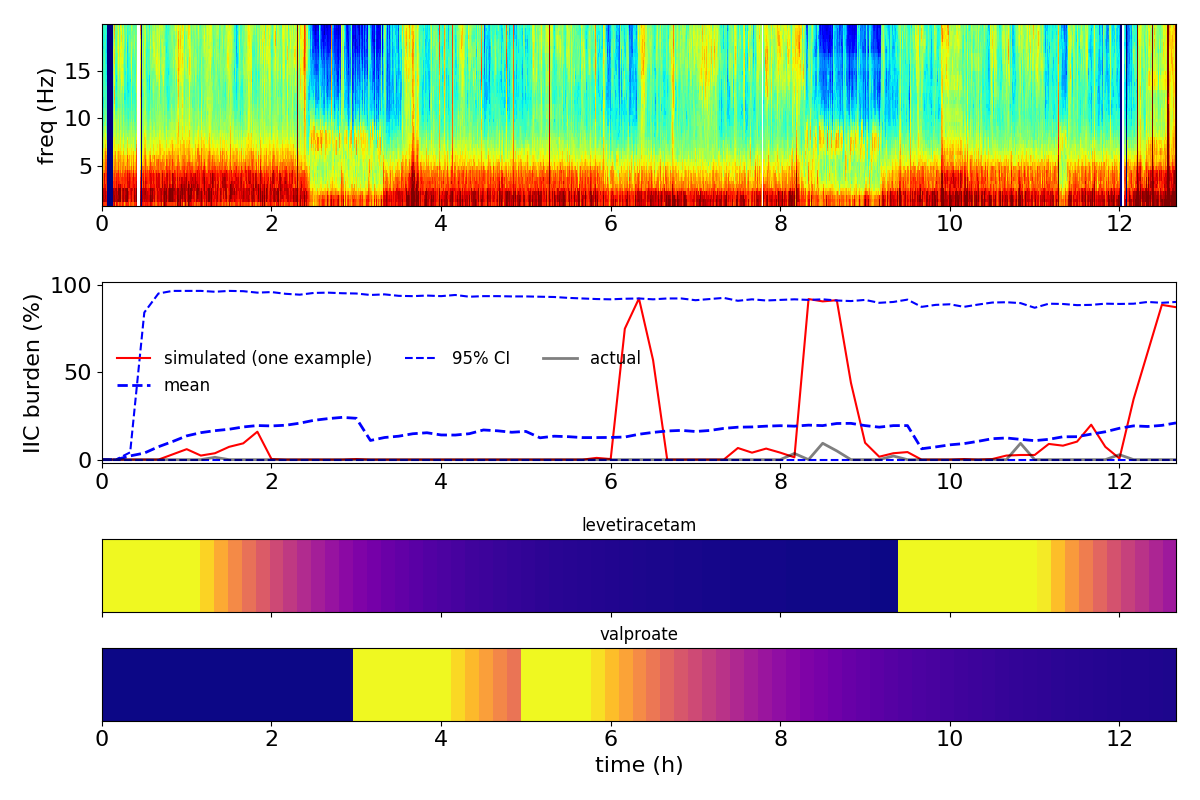 15
10
5
freq (Hz)
0 2 4 6 8 10 12
100
50
0
IIC burden (%)
simulated (one example) 95% CI actual
mean
0 2 4 6 8 10 12
levetiracetam
valproate
0 2 4 6 8 10 12
time (h)